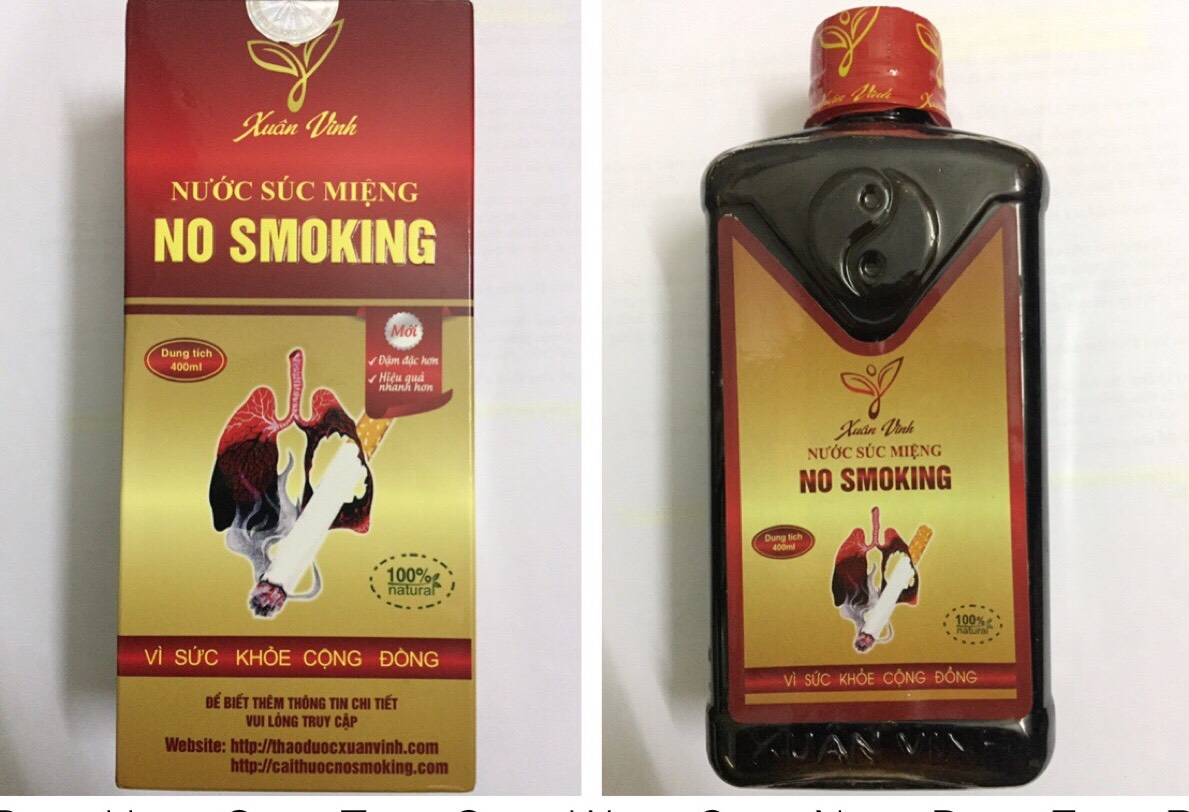 Xuân Vinh
NƯỚC SÚC MIỆNG
NO SMOKING
Mới
Đậm đặc hơn
Hiệu quả
nhanh hơn
Dung tích
400ml
100%
natural
VÌ SỨC KHỎE CỘNG ĐỒNG
ĐỂ BIẾT THÊM THÔNG TIN CHI TIẾT
VUI LÒNG TRUY CẬP
Website: http://thaoduocxuanvinh.com
http://caithuocnosmoking.com
Xuân Vinh
Xuân Vinh
NƯỚC SÚC MIỆNG
NO SMOKING
Dung tích
400ml
100%
natural
VÌ SỨC KHỎE CỘNG ĐỒNG
XUAN VINH